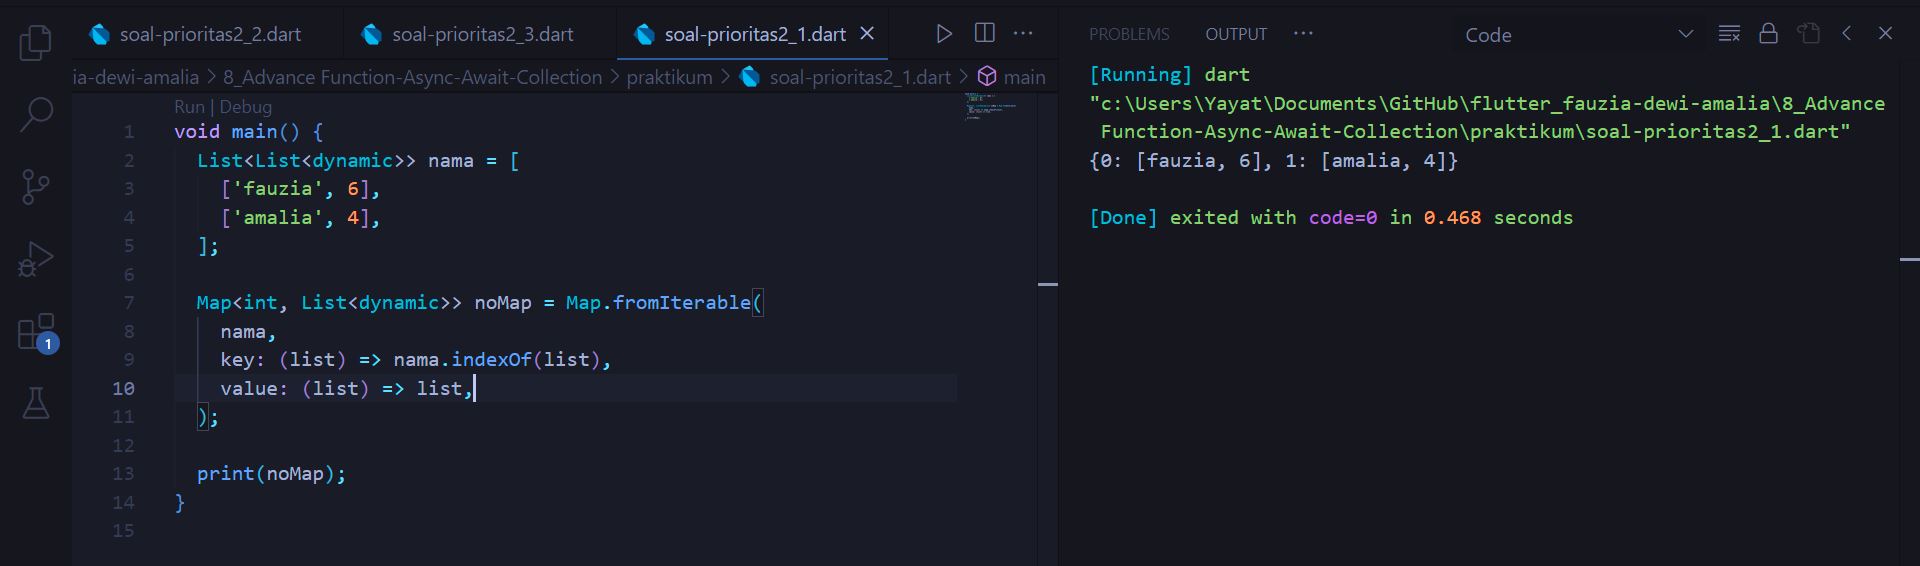 soal-prioritas2_2.dart
soal-prioritas2_3.dart
soal-prioritas2_1.dart
ia-dewi-amalia > 8_Advance Function-Async-Await-Collection > praktikum > soal-prioritas2_1.dart > main
Run | Debug
1 void main() {
2 List<List<dynamic>> nama = [
3 ['fauzia', 6],
4 ['amalia', 4],
5 ];
6
7 Map<int, List<dynamic>> noMap = Map.fromIterable(
8 nama,
9 key: (list) => nama.indexOf(list),
10 value: (list) => list,
11 );
12
13 print(noMap);
14 }
15
1
PROBLEMS OUTPUT ··· Code
[Running] dart
"c:\Users\Yayat\Documents\GitHub\flutter_fauzia-dewi-amalia\8_Advance
Function-Async-Await-Collection\praktikum\soal-prioritas2_1.dart"
{0: [fauzia, 6], 1: [amalia, 4]}
[Done] exited with code=0 in 0.468 seconds